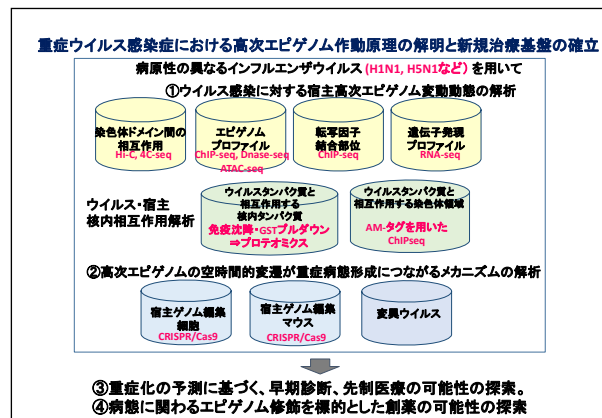 重症ウイルス感染症における高次エピゲノム作動原理の解明と新規治療基盤の確立
病原性の異なるインフルエンザウイルス(H1N1, H5N1など)を用いて
①ウイルス感染に対する宿主高次エピゲノム変動動態の解析
染色体ドメイン間の
相互作用
Hi-C, 4C-seq
エピゲノム
プロファイル
ChIP-seq, Dnase-seq
ATAC-seq
転写因子
結合部位
ChIP-seq
遺伝子発現
プロファイル
RNA-seq
ウイルス・宿主
核内相互作用解析
ウイルスタンパク質と
相互作用する
核内タンパク質
免疫沈降・GSTプルダウン
⇒プロテオミクス
ウイルスタンパク質と
相互作用する染色体領域
AM-タグを用いた
ChIPseq
②高次エピゲノムの空時間的変遷が重症病態形成につながるメカニズムの解析
宿主ゲノム編集
細胞
CRISPR/Cas9
宿主ゲノム編集
マウス
CRISPR/Cas9
変異ウイルス
③重症化の予測に基づく、早期診断、先制医療の可能性の探索。
④病態に関わるエピゲノム修飾を標的とした創薬の可能性の探索